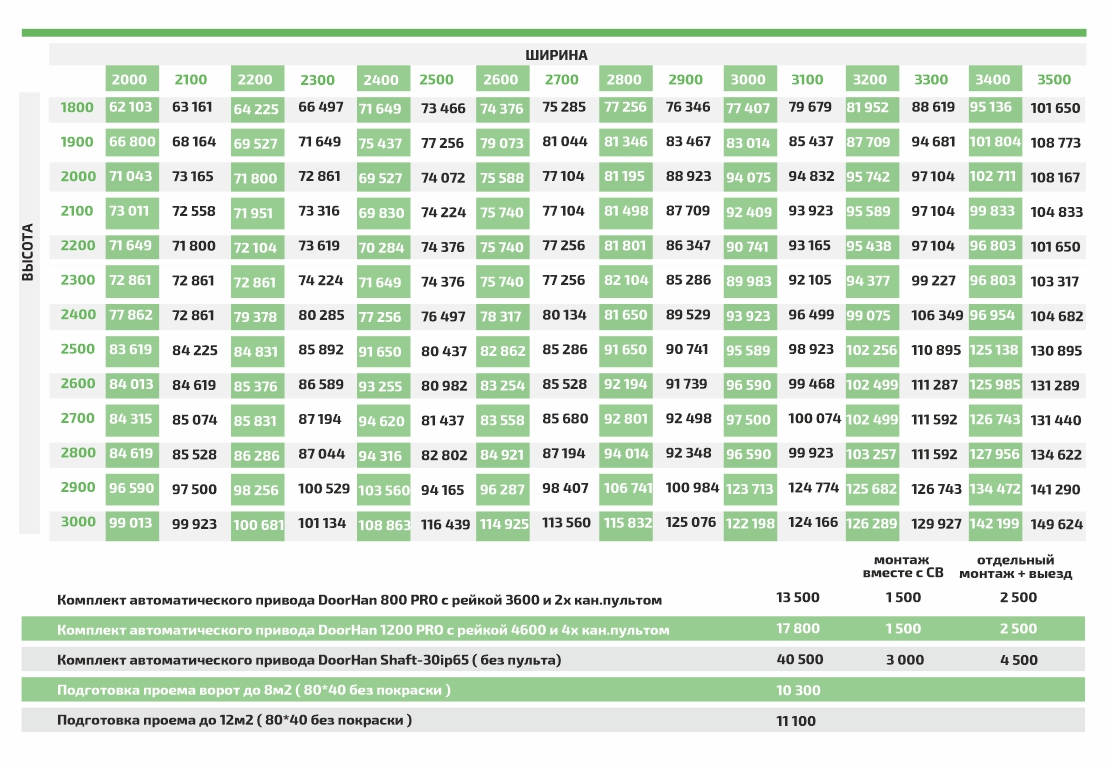 ШИРИНА
2000 2100 2200 2300 2400 2500 2600 2700 2800 2900 3000 3100 3200 3300 3400 3500
ВЫСОТА
1800 62 103 63 161 64 225 66 497 71 649 73 466 74 376 75 285 77 256 76 346 77 407 79 679 81 952 88 619 95 136 101 650
1900 66 800 68 164 69 527 71 649 75 437 77 256 79 073 81 044 81 346 83 467 83 014 85 437 87 709 94 681 101 804 108 773
2000 71 043 73 165 71 800 72 861 69 527 74 072 75 588 77 104 81 195 88 923 94 075 94 832 95 742 97 104 102 711 108 167
2100 73 011 72 558 71 951 73 316 69 830 74 224 75 740 77 104 81 498 87 709 92 409 93 923 95 589 97 104 99 833 104 833
2200 71 649 71 800 72 104 73 619 70 284 74 376 75 740 77 256 81 801 86 347 90 741 93 165 95 438 97 104 96 803 101 650
2300 72 861 72 861 72 861 74 224 71 649 74 376 75 740 77 256 82 104 85 286 89 983 92 105 94 377 99 227 96 803 103 317
2400 77 862 72 861 79 378 80 285 77 256 76 497 78 317 80 134 81 650 89 529 93 923 96 499 99 075 106 349 96 954 104 682
2500 83 619 84 225 84 831 85 892 91 650 80 437 82 862 85 286 91 650 90 741 95 589 98 923 102 256 110 895 125 138 130 895
2600 84 013 84 619 85 376 86 589 93 255 80 982 83 254 85 528 92 194 91 739 96 590 99 468 102 499 111 287 125 985 131 289
2700 84 315 85 074 85 831 87 194 94 620 81 437 83 558 85 680 92 801 92 498 97 500 100 074 102 499 111 592 126 743 131 440
2800 84 619 85 528 86 286 87 044 94 316 82 802 84 921 87 194 94 014 92 348 96 590 99 923 103 257 111 592 127 956 134 622
2900 96 590 97 500 98 256 100 529 103 560 94 165 96 287 98 407 106 741 100 984 123 713 124 774 125 682 126 743 134 472 141 290
3000 99 013 99 923 100 681 101 134 108 863 116 439 114 925 113 560 115 832 125 076 122 198 124 166 126 289 129 927 142 199 149 624
монтаж отдельный
вместе с СВ монтаж + выезд
Комплект автоматического привода DoorHan 800 PRO с рейкой 3600 и 2х кан.пультом 13 500 1 500 2 500
Комплект автоматического привода DoorHan 1200 PRO с рейкой 4600 и 4х кан.пультом 17 800 1 500 2 500
Комплект автоматического привода DoorHan Shaft-30ip65 ( без пульта) 40 500 3 000 4 500
Подготовка проема ворот до 8м2 ( 80*40 без покраски ) 10 300
Подготовка проема до 12м2 ( 80*40 без покраски ) 11 100